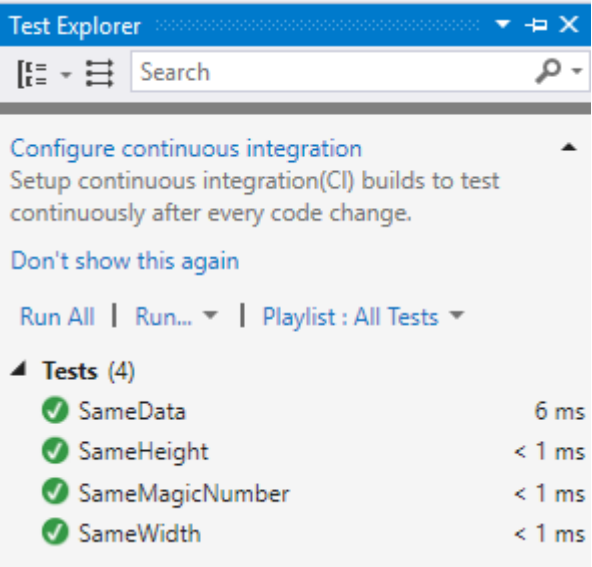 Test Explorer
Search
Configure continuous integration
Setup continuous integration(CI) builds to test
continuously after every code change.
Don't show this again
Run All | Run... | Playlist : All Tests
Tests (4)
SameData 6 ms
SameHeight < 1 ms
SameMagicNumber < 1 ms
SameWidth < 1 ms